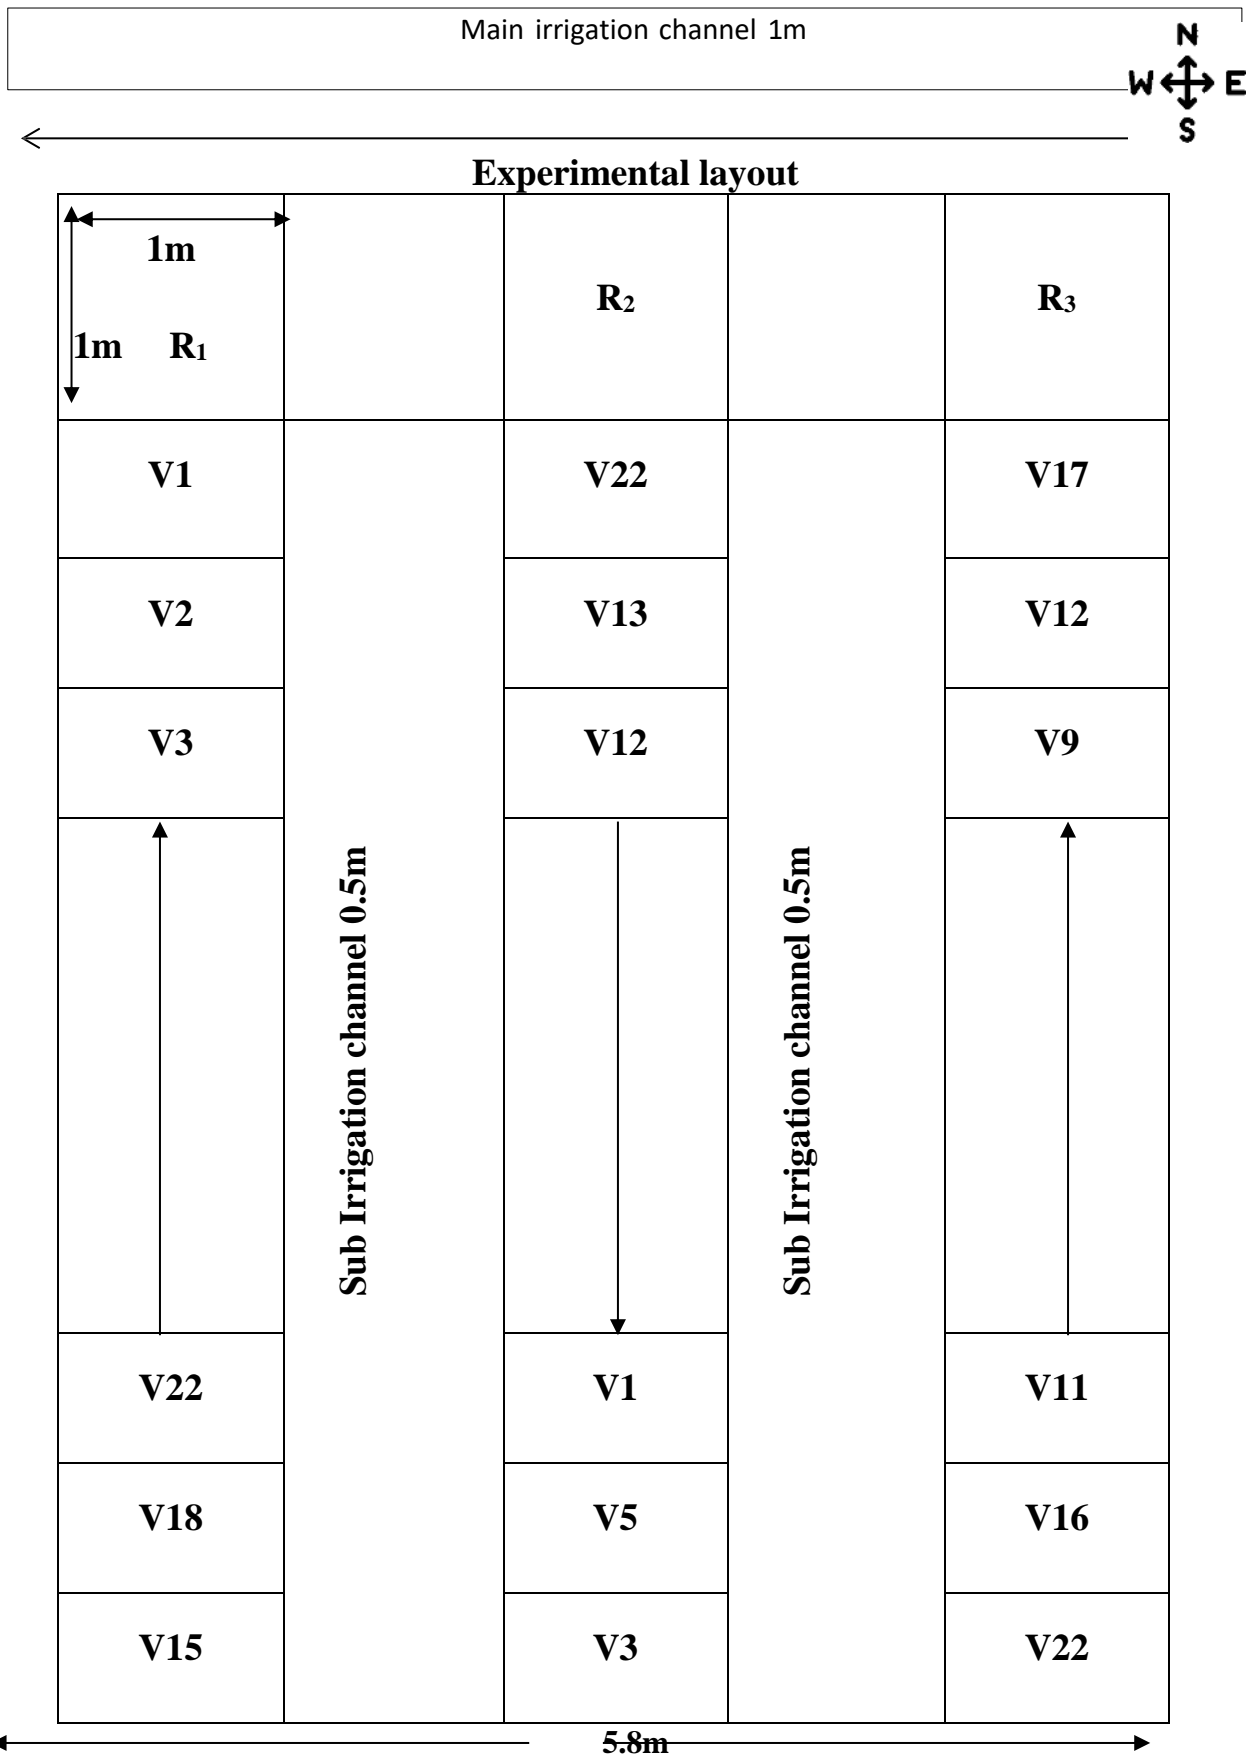 Main irrigation channel 1m
N
W E
S
Experimental layout
1m
R₂ R₃
1m R₁
V1 V22 V17
V2 V13 V12
V3 V12 V9
Sub Irrigation channel 0.5m
Sub Irrigation channel 0.5m
V22 V1 V11
V18 V5 V16
V15 V3 V22
5.8m